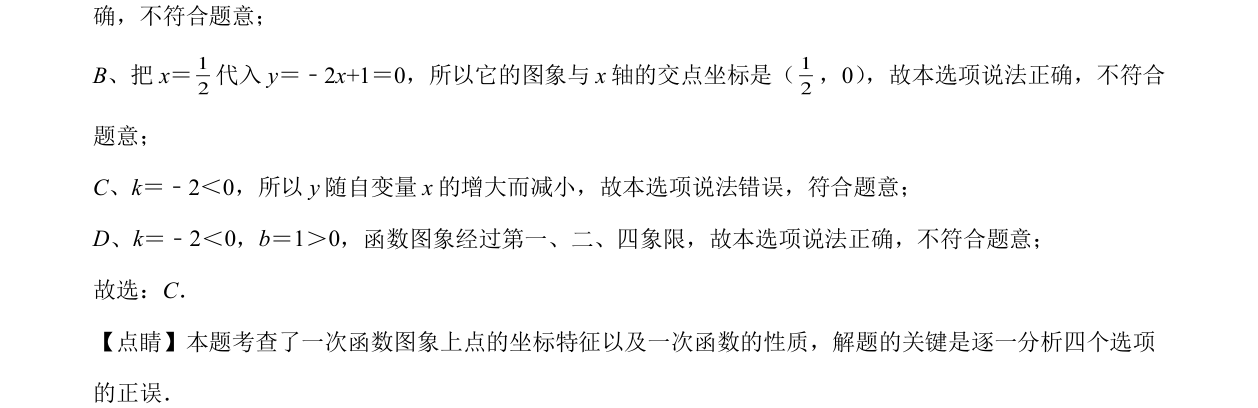 确，不符合题意；
B、把 x＝1/2 代入 y＝﹣2x+1＝0，所以它的图象与 x 轴的交点坐标是（1/2，0），故本选项说法正确，不符合
题意；
C、k＝﹣2＜0，所以 y 随自变量 x 的增大而减小，故本选项说法错误，符合题意；
D、k＝﹣2＜0，b＝1＞0，函数图象经过第一、二、四象限，故本选项说法正确，不符合题意；
故选：C．
【点睛】本题考查了一次函数图象上点的坐标特征以及一次函数的性质，解题的关键是逐一分析四个选项
的正误．